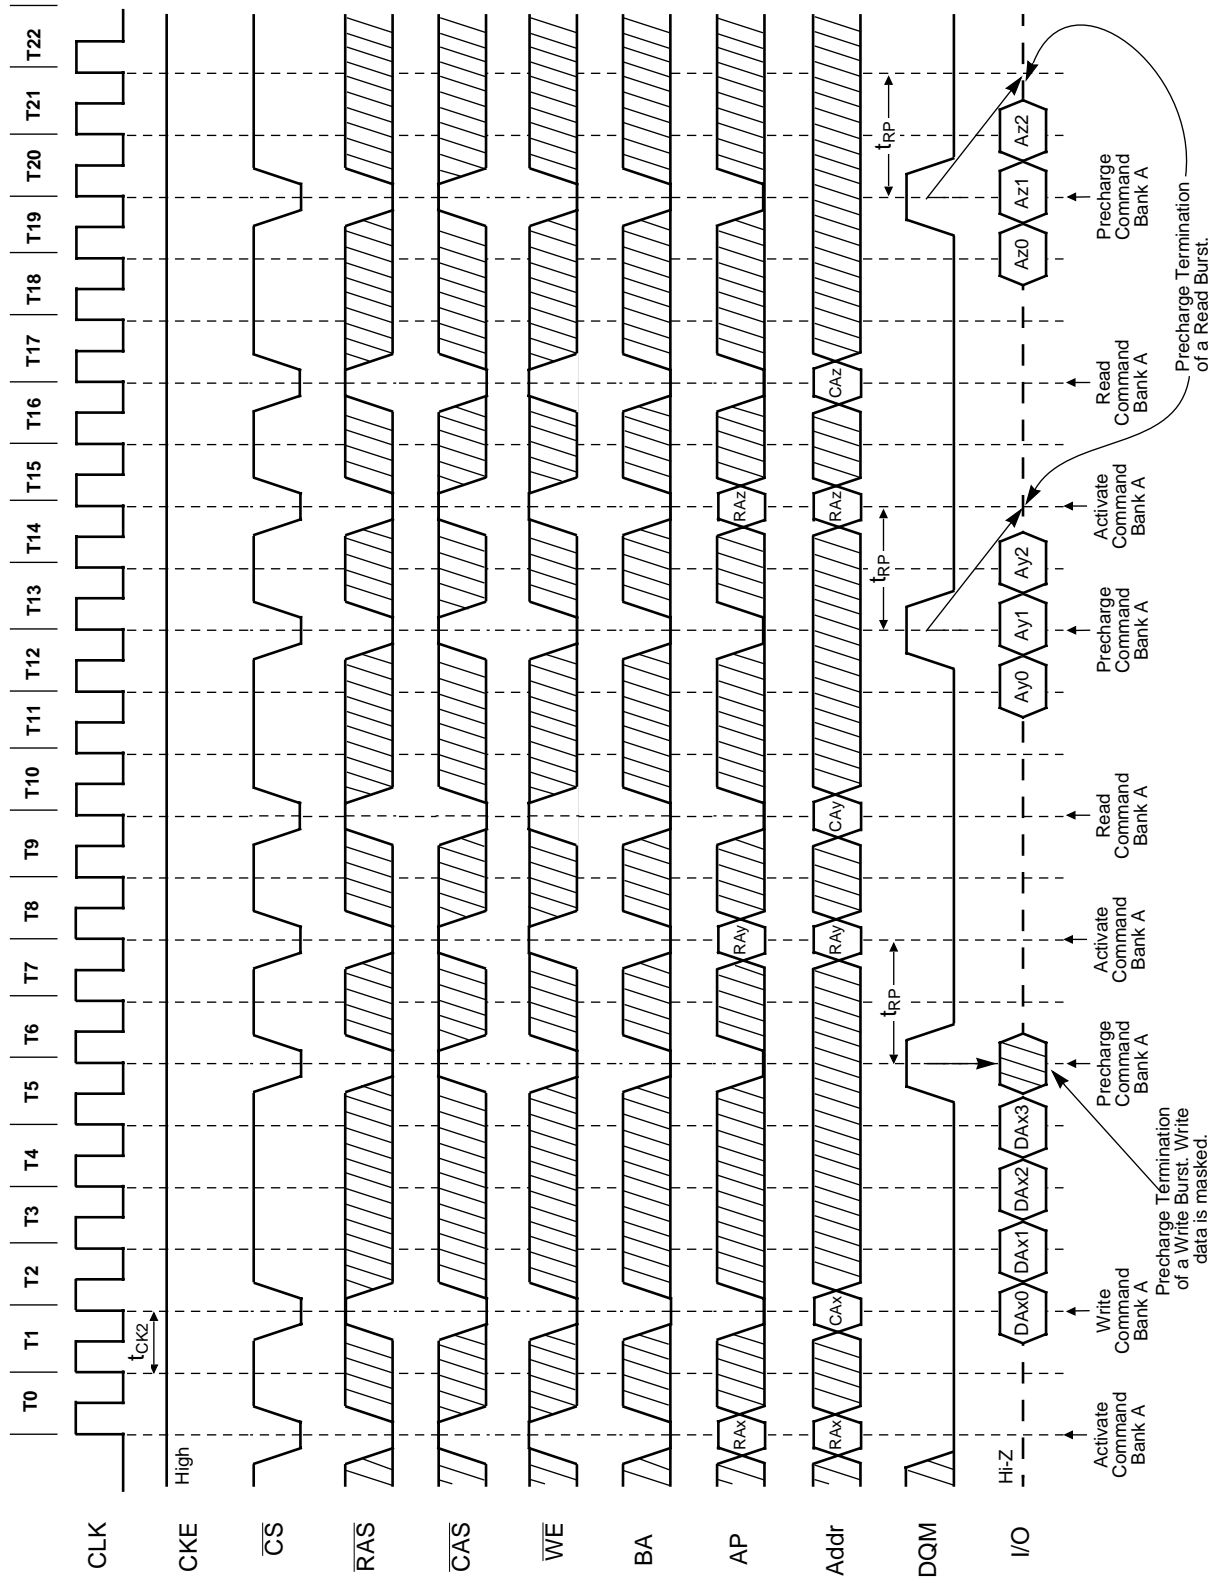 T0 T1 T2 T3 T4 T5 T6 T7 T8 T9 T10 T11 T12 T13 T14 T15 T16 T17 T18 T19 T20 T21 T22
CLK
tCK2
CKE
High
CS
RAS
CAS
WE
BA
AP
RAx RAy RAz
Addr
RAx CAx RAy CAy RAz CAz
DQM
tRP tRP tRP
I/O
Hi-Z
DAx0 DAx1 DAx2 DAx3 Ay0 Ay1 Ay2 Az0 Az1 Az2
Activate
Command
Bank A
Write
Command
Bank A
Precharge
Command
Bank A
Activate
Command
Bank A
Read
Command
Bank A
Precharge
Command
Bank A
Activate
Command
Bank A
Read
Command
Bank A
Precharge
Command
Bank A
Precharge Termination
of a Write Burst. Write
data is masked.
Precharge Termination
of a Read Burst.